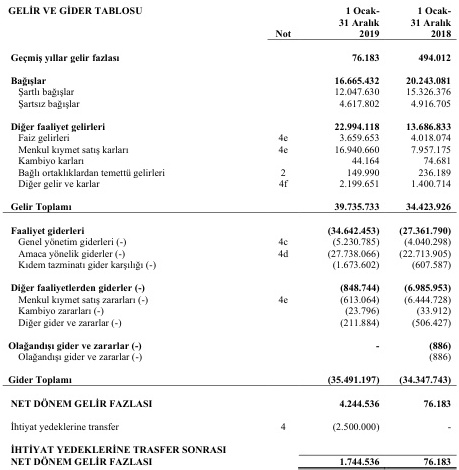 GELİR VE GİDER TABLOSU 1 Ocak- 1 Ocak-
31 Aralık 31 Aralık
Not 2019 2018
Geçmiş yıllar gelir fazlası 76.183 494.012
Bağışlar 16.665.432 20.243.081
Şartlı bağışlar 12.047.630 15.326.376
Şartsız bağışlar 4.617.802 4.916.705
Diğer faaliyet gelirleri 22.994.118 13.686.833
Faiz gelirleri 4e 3.659.653 4.018.074
Menkul kıymet satış karları 4e 16.940.660 7.957.175
Kambiyo karları 44.164 74.681
Bağlı ortaklıklardan temettü gelirleri 2 149.990 236.189
Diğer gelir ve karlar 4f 2.199.651 1.400.714
Gelir Toplamı 39.735.733 34.423.926
Faaliyet giderleri (34.642.453) (27.361.790)
Genel yönetim giderleri (-) 4c (5.230.785) (4.040.298)
Amaca yönelik giderler (-) 4d (27.738.066) (22.713.905)
Kıdem tazminatı gider karşılığı (-) (1.673.602) (607.587)
Diğer faaliyetlerden giderler (-) (848.744) (6.985.953)
Menkul kıymet satış zararları (-) 4e (613.064) (6.444.728)
Kambiyo zararları (-) (23.796) (33.912)
Diğer gider ve zararlar (-) (211.884) (506.427)
Olağandışı gider ve zararlar (-) - (886)
Olağandışı gider ve zararlar (-) (886)
Gider Toplamı (35.491.197) (34.347.743)
NET DÖNEM GELİR FAZLASI 4.244.536 76.183
İhtiyat yedeklerine transfer 4 (2.500.000) -
İHTİYAT YEDEKLERİNE TRASFER SONRASI
NET DÖNEM GELİR FAZLASI 1.744.536 76.183